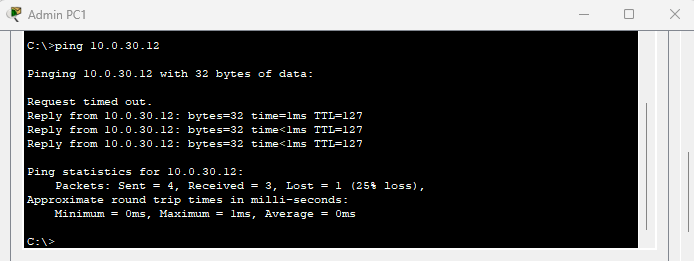 Admin PC1
C:\>ping 10.0.30.12
Pinging 10.0.30.12 with 32 bytes of data:
Request timed out.
Reply from 10.0.30.12: bytes=32 time=1ms TTL=127
Reply from 10.0.30.12: bytes=32 time<1ms TTL=127
Reply from 10.0.30.12: bytes=32 time<1ms TTL=127
Ping statistics for 10.0.30.12:
    Packets: Sent = 4, Received = 3, Lost = 1 (25% loss),
Approximate round trip times in milli-seconds:
    Minimum = 0ms, Maximum = 1ms, Average = 0ms
C:\>